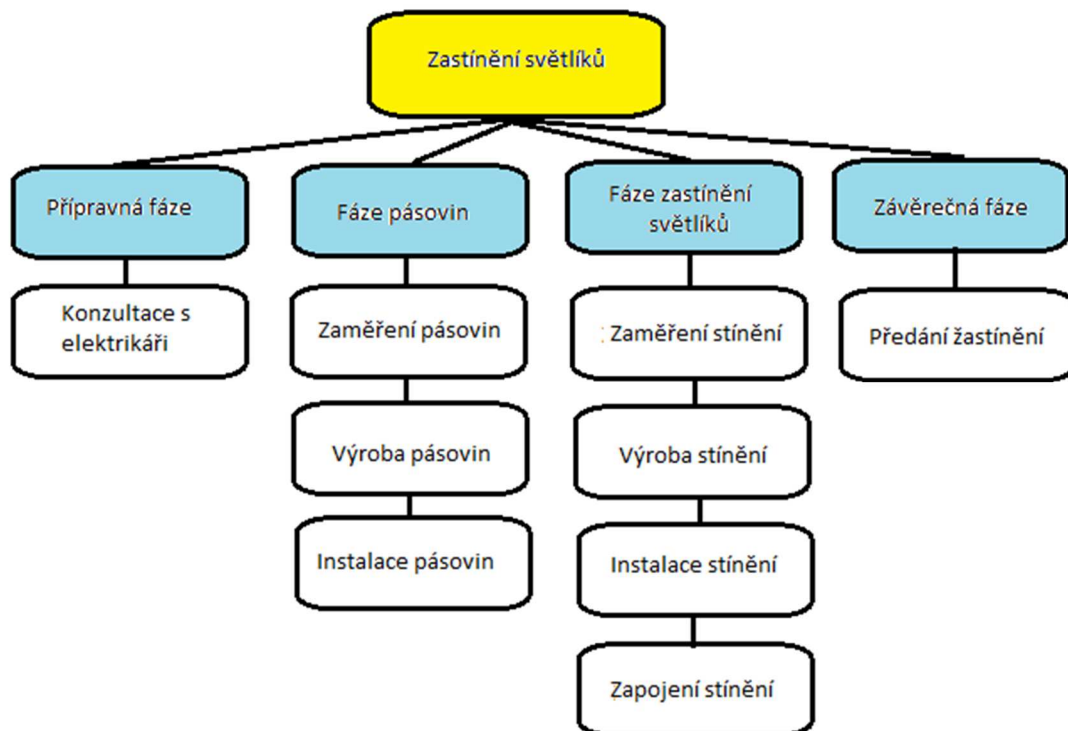 Zastínění světlíků
Přípravná fáze
Fáze pásovin
Fáze zastínění
světlíků
Závěrečná fáze
Konzultace s
elektrikáři
Zaměření pásovin
Zaměření stínění
Předání žastínění
Výroba pásovin
Výroba stínění
Instalace pásovin
Instalace stínění
Zapojení stínění